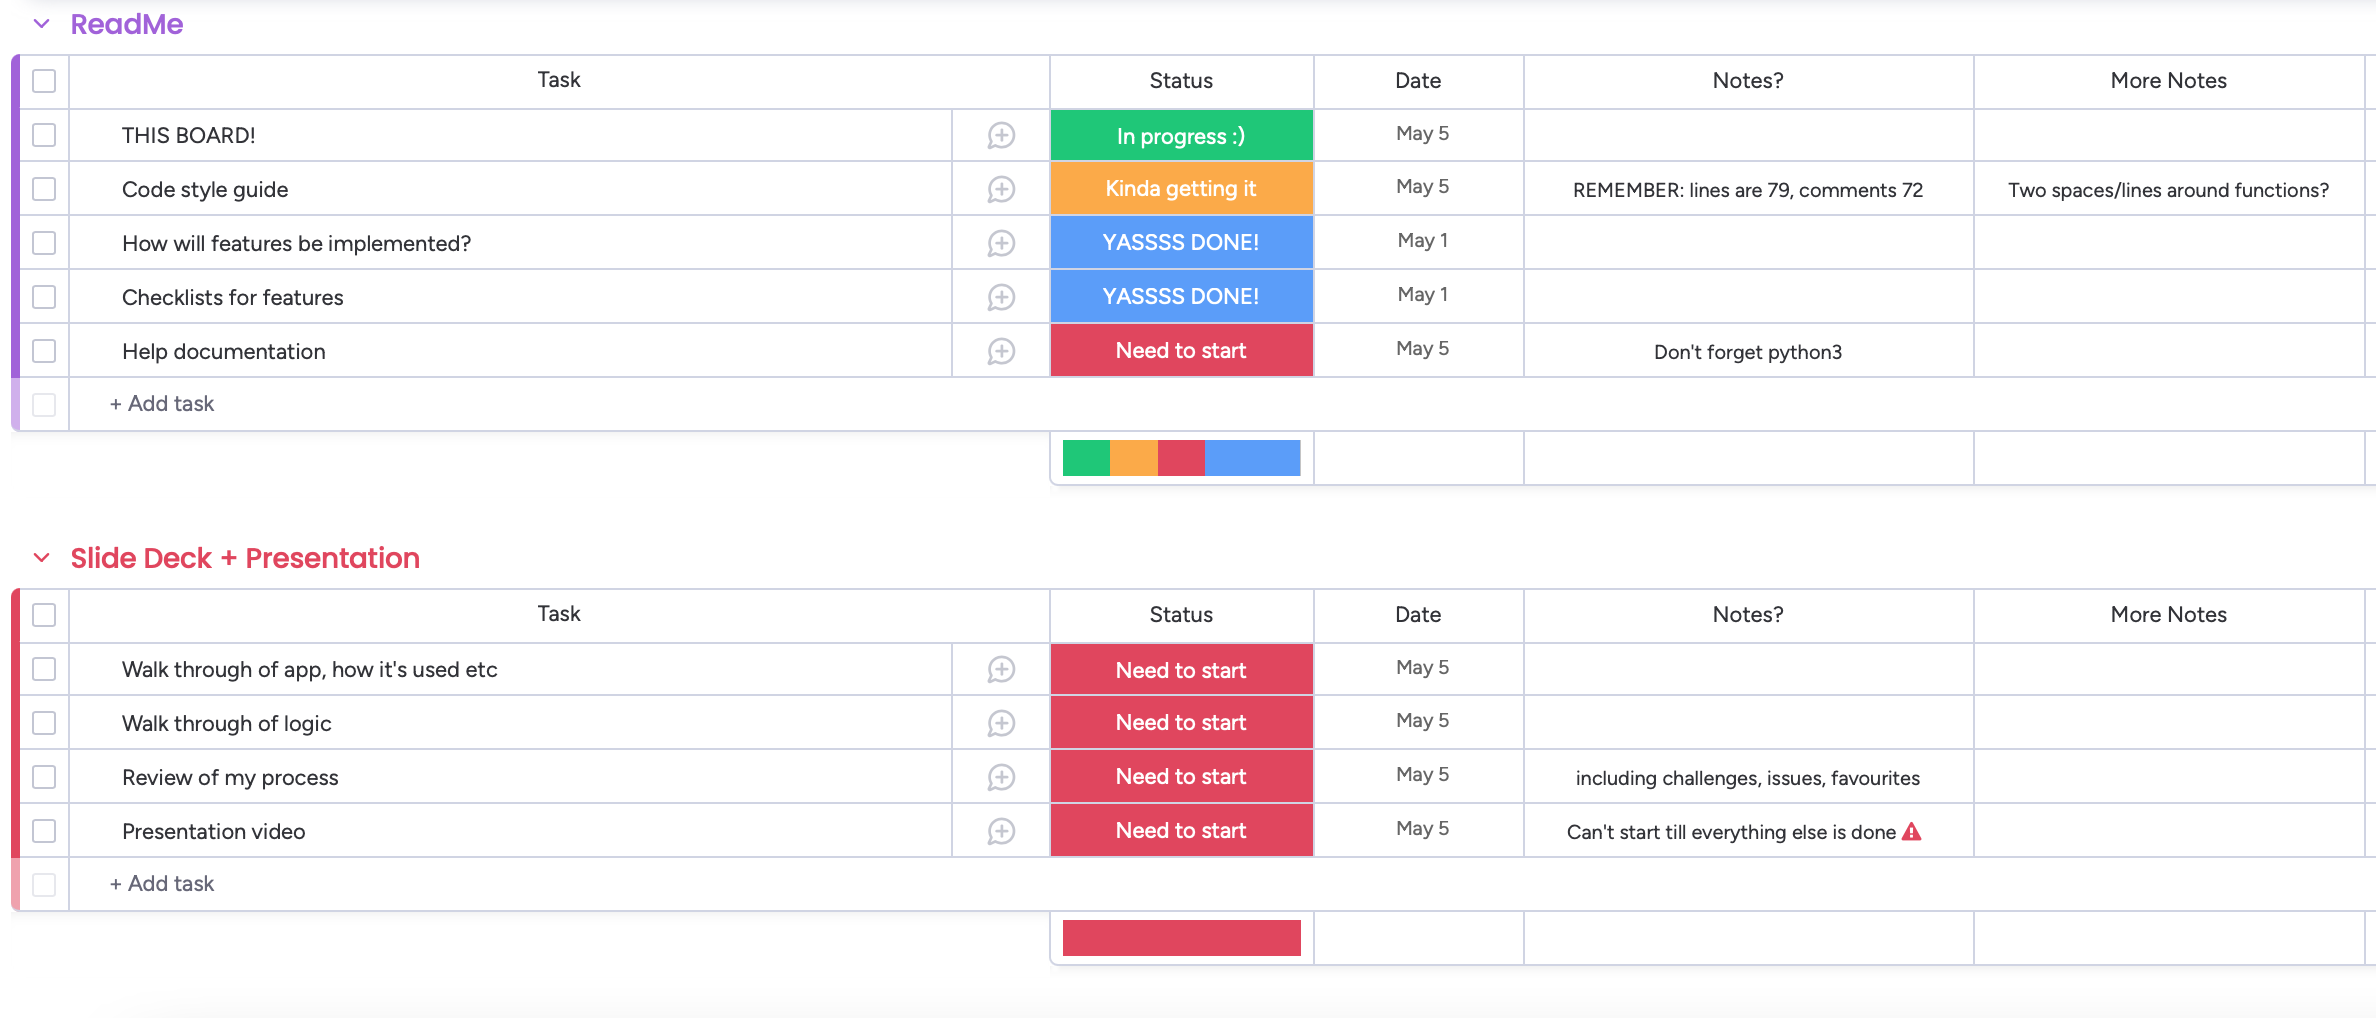 ReadMe
Task Status Date Notes? More Notes
THIS BOARD! In progress :) May 5
Code style guide Kinda getting it May 5 REMEMBER: lines are 79, comments 72 Two spaces/lines around functions?
How will features be implemented? YASSSS DONE! May 1
Checklists for features YASSSS DONE! May 1
Help documentation Need to start May 5 Don't forget python3
+ Add task
Slide Deck + Presentation
Task Status Date Notes? More Notes
Walk through of app, how it's used etc Need to start May 5
Walk through of logic Need to start May 5
Review of my process Need to start May 5 including challenges, issues, favourites
Presentation video Need to start May 5 Can't start till everything else is done
+ Add task